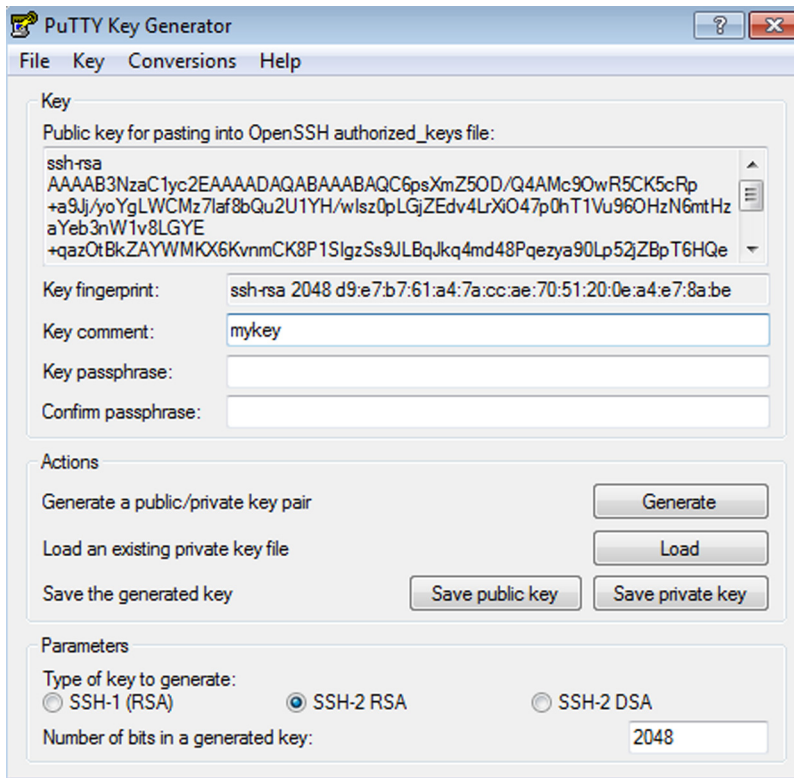 PuTTY Key Generator
File Key Conversions Help
Key
Public key for pasting into OpenSSH authorized_keys file:
ssh-rsa
AAAAB3NzaC1yc2EAAAADAQABAAABAQC6psXmZ5OD/Q4AMc9OwR5CK5cRp
+a9Jj/yoYgLWCMz7laf8bQu2U1YH/wIsz0pLGjZEdv4LrXiO47p0hT1Vu96OHzN6mtHz
aYeb3nW1v8LGYE
+qazOtBkZAYWMKX6KvnmCK8P1SIgzSs9JLBqJkq4md48Pqezya90Lp52jZBpT6HQe
Key fingerprint: ssh-rsa 2048 d9:e7:b7:61:a4:7a:cc:ae:70:51:20:0e:a4:e7:8a:be
Key comment: mykey
Key passphrase:
Confirm passphrase:
Actions
Generate a public/private key pair Generate
Load an existing private key file Load
Save the generated key Save public key Save private key
Parameters
Type of key to generate:
SSH-1 (RSA) SSH-2 RSA SSH-2 DSA
Number of bits in a generated key: 2048